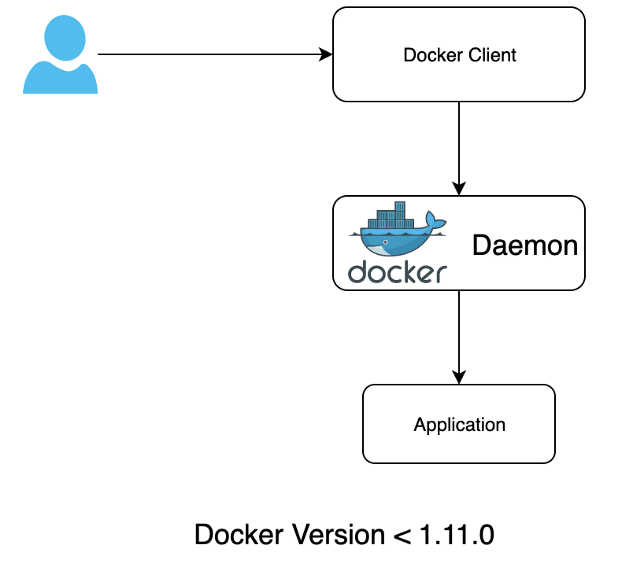 Docker Client
docker
Daemon
Application
Docker Version < 1.11.0